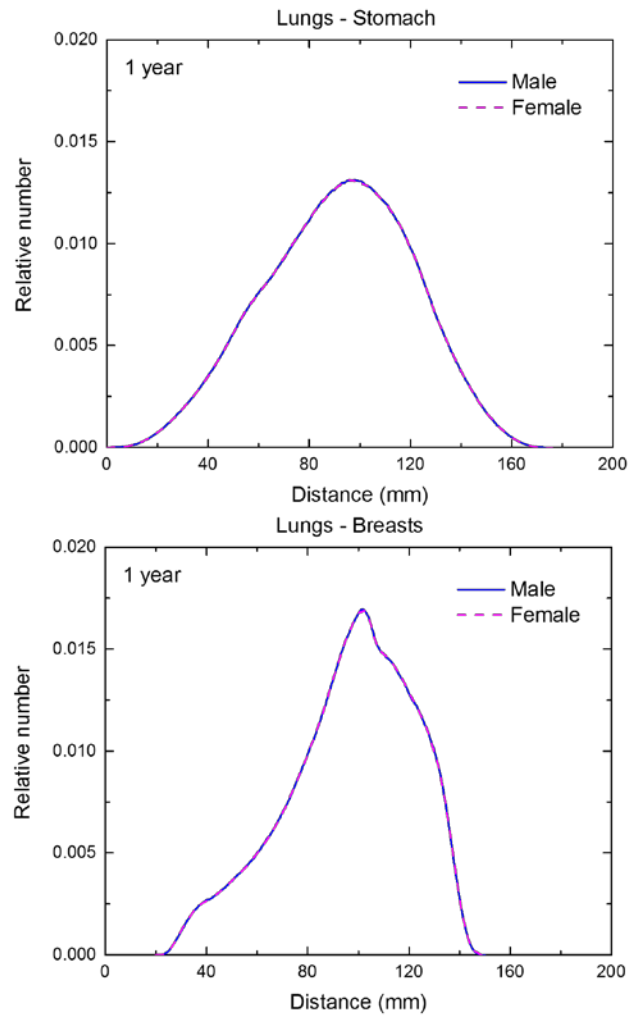 Lungs - Stomach
0.020
1 year
Male
Female
0.015
0.010
0.005
0.000
Relative number
0 40 80 120 160 200
Distance (mm)
Lungs - Breasts
0.020
1 year
Male
Female
0.015
0.010
0.005
0.000
Relative number
0 40 80 120 160 200
Distance (mm)